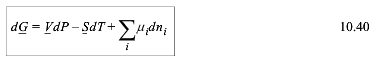 dG = VdP – SdT + ∑ᵢ μᵢdnᵢ 10.40